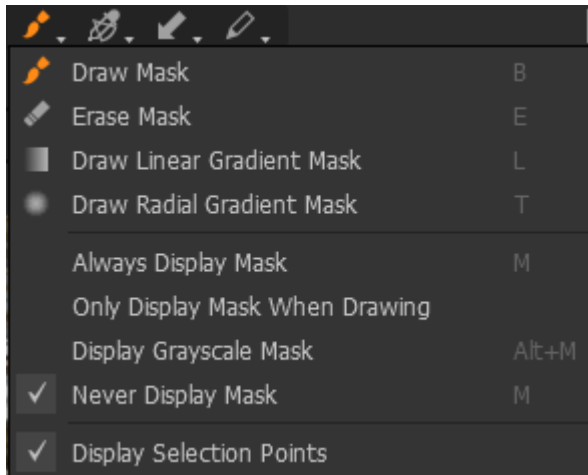 Draw Mask B
Erase Mask E
Draw Linear Gradient Mask L
Draw Radial Gradient Mask T
Always Display Mask M
Only Display Mask When Drawing
Display Grayscale Mask Alt+M
Never Display Mask M
Display Selection Points